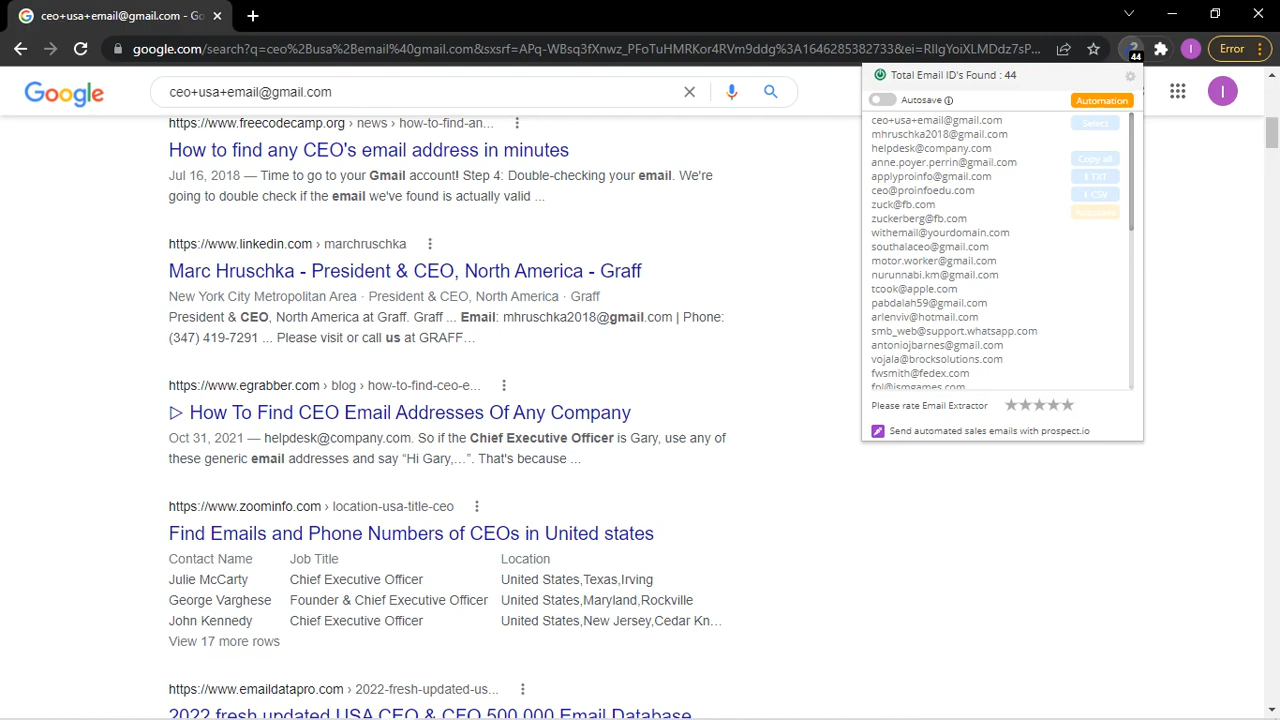 ceo+usa+email@gmail.com - Go
google.com/search?q=ceo%2Busa%2Bemail%40gmail.com&sxsrf=APq-WBsq3fXnwz_PFoTuHMRKor4RVm9ddg%3A1646285382733&ei=RllgYoiXLMDdz7sP...
44
I
Error
Google
ceo+usa+email@gmail.com
I
https://www.freecodecamp.org › news › how-to-find-an...
How to find any CEO's email address in minutes
Jul 16, 2018 — Time to go to your Gmail account! Step 4: Double-checking your email. We're
going to double check if the email we've found is actually valid ...
https://www.linkedin.com › marchruschka
Marc Hruschka - President & CEO, North America - Graff
New York City Metropolitan Area · President & CEO, North America · Graff
President & CEO, North America at Graff. Graff ... Email: mhruschka2018@gmail.com | Phone:
(347) 419-7291 ... Please visit or call us at GRAFF...
https://www.egrabber.com › blog › how-to-find-ceo-e...
▷ How To Find CEO Email Addresses Of Any Company
Oct 31, 2021 — helpdesk@company.com. So if the Chief Executive Officer is Gary, use any of
these generic email addresses and say “Hi Gary,...”. That's because ...
https://www.zoominfo.com › location-usa-title-ceo
Find Emails and Phone Numbers of CEOs in United states
Contact Name Job Title Location
Julie McCarty Chief Executive Officer United States,Texas,Irving
George Varghese Founder & Chief Executive Officer United States,Maryland,Rockville
John Kennedy Chief Executive Officer United States,New Jersey,Cedar Kn...
View 17 more rows
https://www.emaildatapro.com › 2022-fresh-updated-us...
2022 fresh updated USA CEO & CFO 500,000 Email Database
Total Email ID's Found : 44
Autosave
Automation
ceo+usa+email@gmail.com
mhruschka2018@gmail.com
helpdesk@company.com
anne.poyer.perrin@gmail.com
applyproinfo@gmail.com
ceo@proinfoedu.com
zuck@fb.com
zuckerberg@fb.com
withemail@yourdomain.com
southalaceo@gmail.com
motor.worker@gmail.com
nurunnabi.km@gmail.com
tcook@apple.com
pabdalah59@gmail.com
arlenviv@hotmail.com
smb_web@support.whatsapp.com
antoniojbarnes@gmail.com
vojala@brocksolutions.com
fwsmith@fedex.com
Select
Copy all
TXT
CSV
Please rate Email Extractor
Send automated sales emails with prospect.io